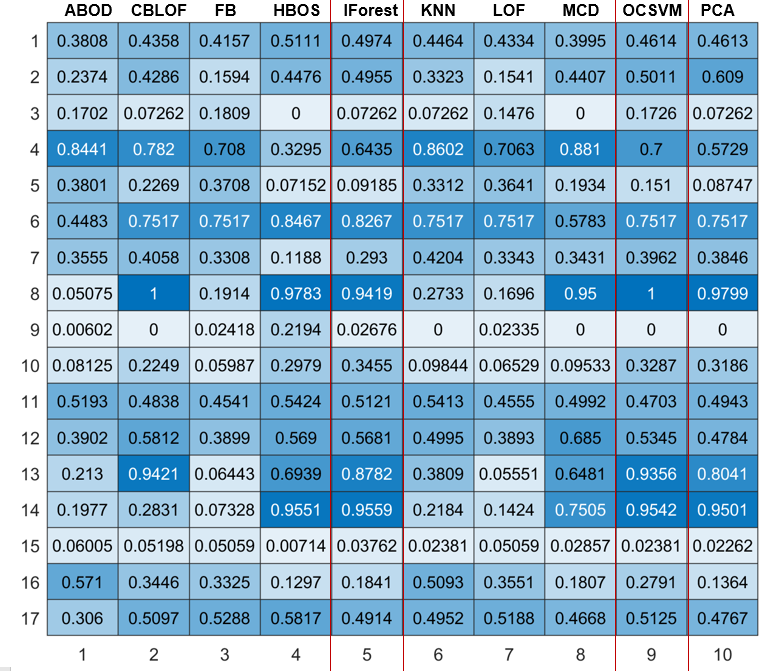 ABOD CBLOF FB HBOS IForest KNN LOF MCD OCSVM PCA
1 0.3808 0.4358 0.4157 0.5111 0.4974 0.4464 0.4334 0.3995 0.4614 0.4613
2 0.2374 0.4286 0.1594 0.4476 0.4955 0.3323 0.1541 0.4407 0.5011 0.609
3 0.1702 0.07262 0.1809 0 0.07262 0.07262 0.1476 0 0.1726 0.07262
4 0.8441 0.782 0.708 0.3295 0.6435 0.8602 0.7063 0.881 0.7 0.5729
5 0.3801 0.2269 0.3708 0.07152 0.09185 0.3312 0.3641 0.1934 0.151 0.08747
6 0.4483 0.7517 0.7517 0.8467 0.8267 0.7517 0.7517 0.5783 0.7517 0.7517
7 0.3555 0.4058 0.3308 0.1188 0.293 0.4204 0.3343 0.3431 0.3962 0.3846
8 0.05075 1 0.1914 0.9783 0.9419 0.2733 0.1696 0.95 1 0.9799
9 0.00602 0 0.02418 0.2194 0.02676 0 0.02335 0 0 0
10 0.08125 0.2249 0.05987 0.2979 0.3455 0.09844 0.06529 0.09533 0.3287 0.3186
11 0.5193 0.4838 0.4541 0.5424 0.5121 0.5413 0.4555 0.4992 0.4703 0.4943
12 0.3902 0.5812 0.3899 0.569 0.5681 0.4995 0.3893 0.685 0.5345 0.4784
13 0.213 0.9421 0.06443 0.6939 0.8782 0.3809 0.05551 0.6481 0.9356 0.8041
14 0.1977 0.2831 0.07328 0.9551 0.9559 0.2184 0.1424 0.7505 0.9542 0.9501
15 0.06005 0.05198 0.05059 0.00714 0.03762 0.02381 0.05059 0.02857 0.02381 0.02262
16 0.571 0.3446 0.3325 0.1297 0.1841 0.5093 0.3551 0.1807 0.2791 0.1364
17 0.306 0.5097 0.5288 0.5817 0.4914 0.4952 0.5188 0.4668 0.5125 0.4767
1 2 3 4 5 6 7 8 9 10